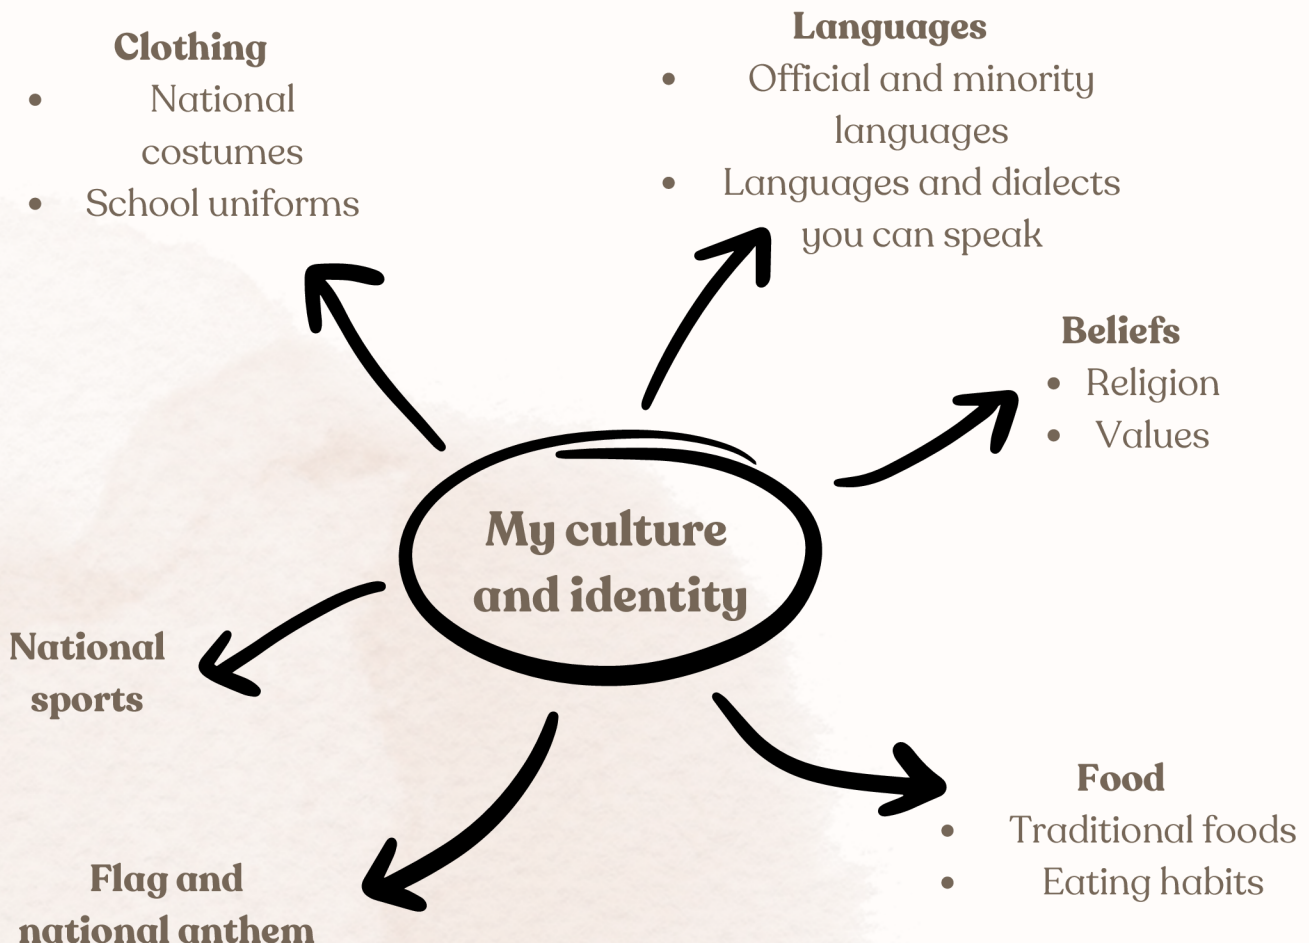 Clothing
• National
costumes
• School uniforms
Languages
• Official and minority
languages
• Languages and dialects
you can speak
Beliefs
• Religion
• Values
My culture
and identity
National
sports
Food
• Traditional foods
• Eating habits
Flag and
national anthem